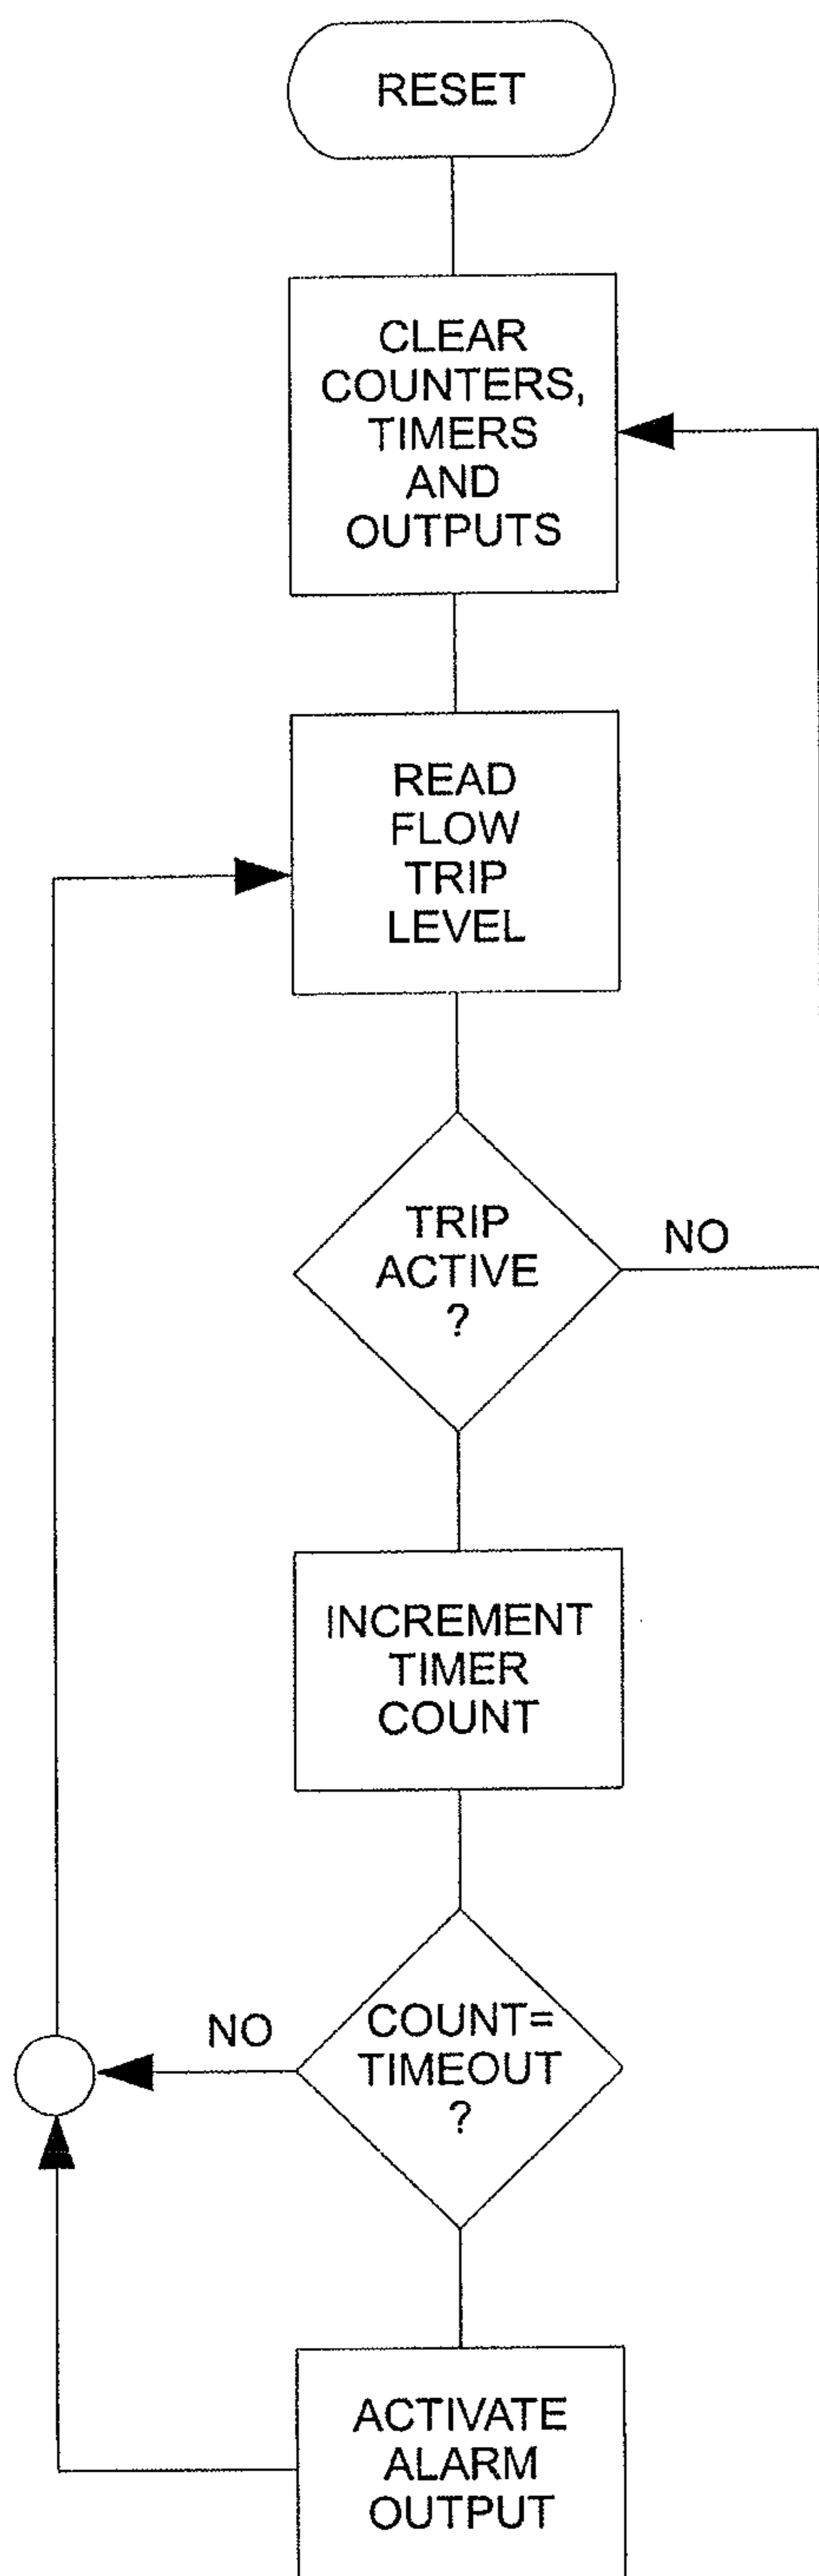 RESET
CLEAR
COUNTERS,
TIMERS
AND
OUTPUTS
READ
FLOW
TRIP
LEVEL
TRIP
ACTIVE
?
NO
INCREMENT
TIMER
COUNT
NO
COUNT=
TIMEOUT
?
ACTIVATE
ALARM
OUTPUT